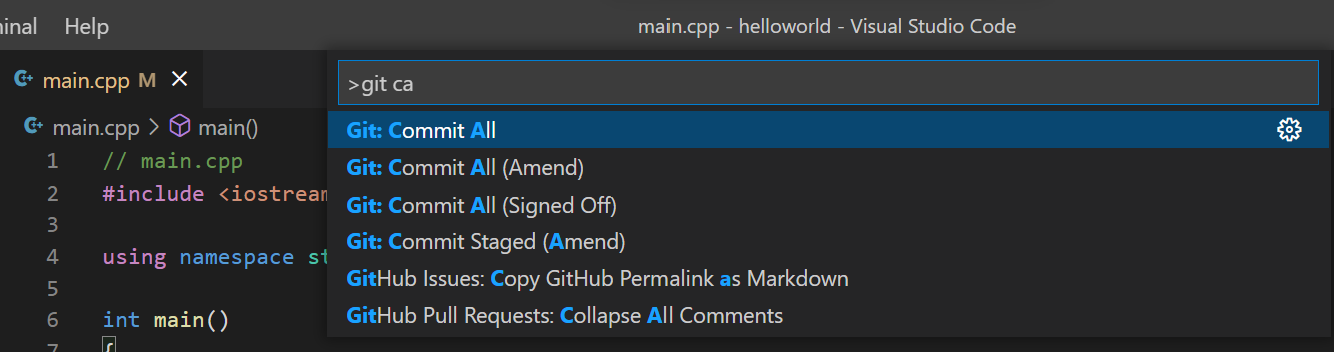 minal Help main.cpp - helloworld - Visual Studio Code
main.cpp M
>git ca
main.cpp > main()
Git: Commit All
Git: Commit All (Amend)
Git: Commit All (Signed Off)
Git: Commit Staged (Amend)
GitHub Issues: Copy GitHub Permalink as Markdown
GitHub Pull Requests: Collapse All Comments
1 // main.cpp
2 #include <iostream
3
4 using namespace st
5
6 int main()
7 {